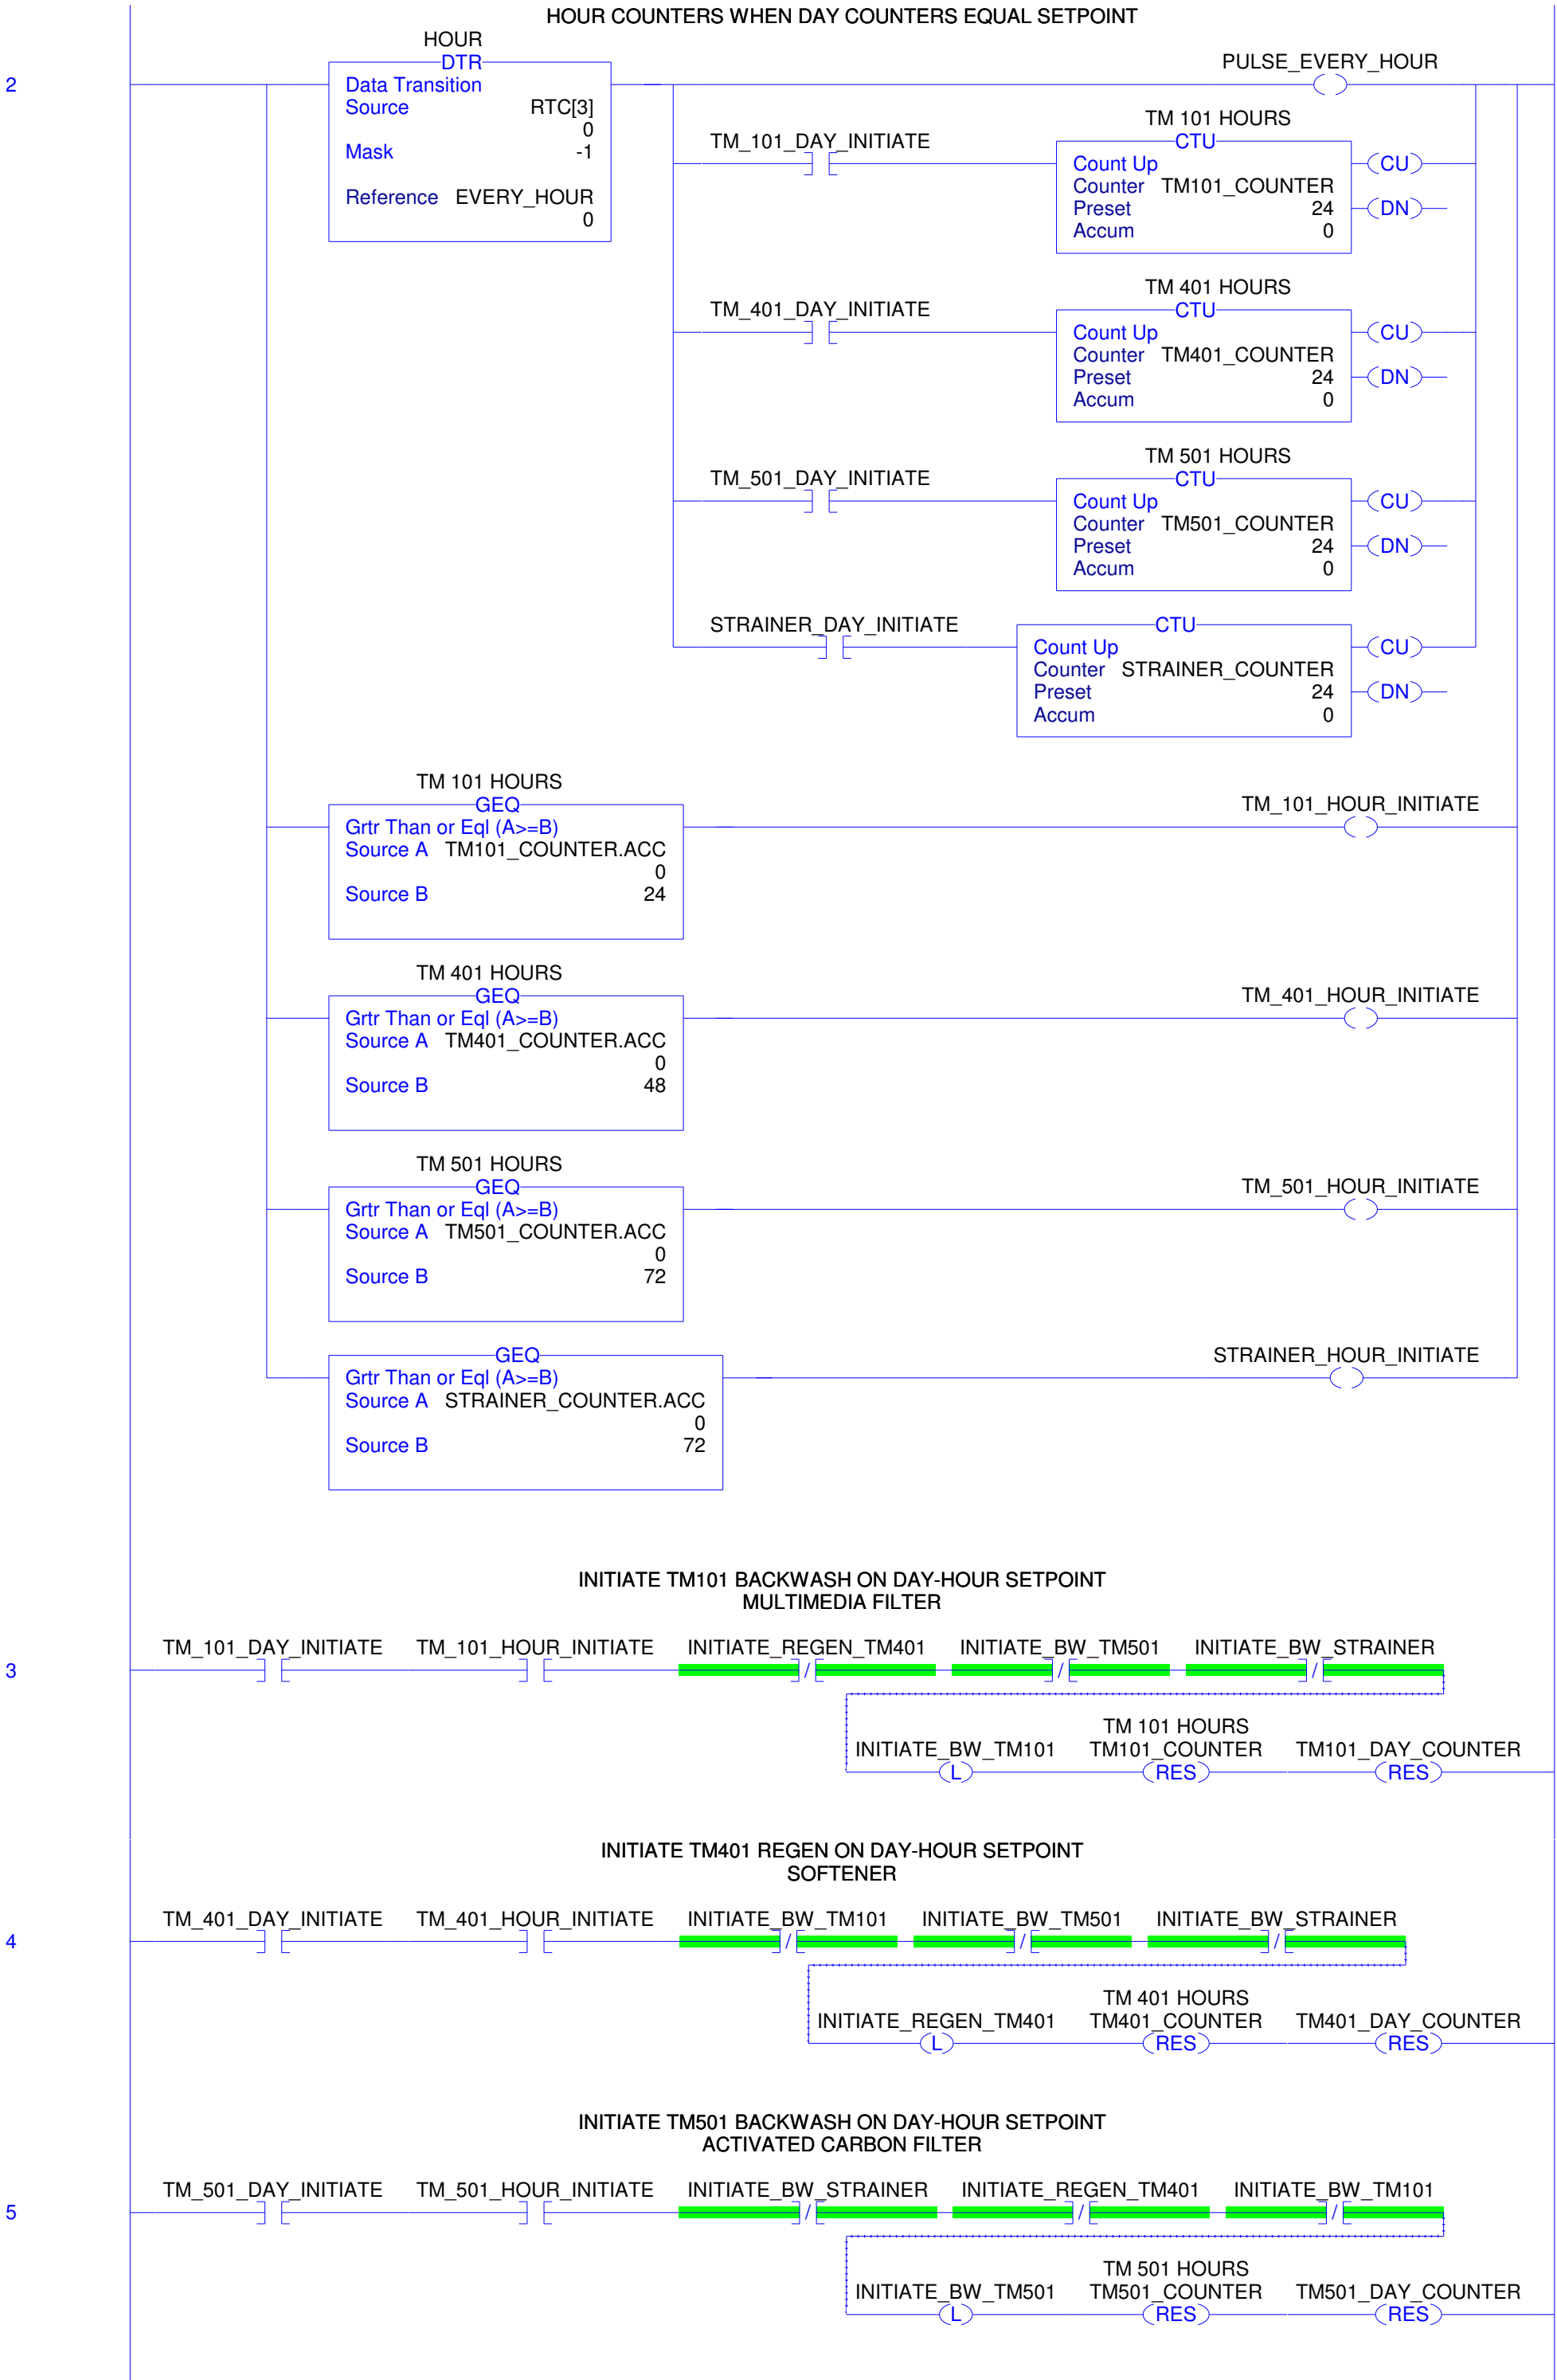 HOUR COUNTERS WHEN DAY COUNTERS EQUAL SETPOINT
2
HOUR
DTR
Data Transition
Source RTC[3]
0
Mask -1
Reference EVERY_HOUR
0
PULSE_EVERY_HOUR
TM_101_DAY_INITIATE
TM 101 HOURS
CTU
Count Up
Counter TM101_COUNTER
Preset 24
Accum 0
CU
DN
TM_401_DAY_INITIATE
TM 401 HOURS
CTU
Count Up
Counter TM401_COUNTER
Preset 24
Accum 0
CU
DN
TM_501_DAY_INITIATE
TM 501 HOURS
CTU
Count Up
Counter TM501_COUNTER
Preset 24
Accum 0
CU
DN
STRAINER_DAY_INITIATE
CTU
Count Up
Counter STRAINER_COUNTER
Preset 24
Accum 0
CU
DN
TM 101 HOURS
GEQ
Grtr Than or Eql (A>=B)
Source A TM101_COUNTER.ACC
0
Source B 24
TM_101_HOUR_INITIATE
TM 401 HOURS
GEQ
Grtr Than or Eql (A>=B)
Source A TM401_COUNTER.ACC
0
Source B 48
TM_401_HOUR_INITIATE
TM 501 HOURS
GEQ
Grtr Than or Eql (A>=B)
Source A TM501_COUNTER.ACC
0
Source B 72
TM_501_HOUR_INITIATE
GEQ
Grtr Than or Eql (A>=B)
Source A STRAINER_COUNTER.ACC
0
Source B 72
STRAINER_HOUR_INITIATE
INITIATE TM101 BACKWASH ON DAY-HOUR SETPOINT
MULTIMEDIA FILTER
3
TM_101_DAY_INITIATE TM_101_HOUR_INITIATE INITIATE_REGEN_TM401 INITIATE_BW_TM501 INITIATE_BW_STRAINER
TM 101 HOURS
INITIATE_BW_TM101 TM101_COUNTER TM101_DAY_COUNTER
L RES RES
INITIATE TM401 REGEN ON DAY-HOUR SETPOINT
SOFTENER
4
TM_401_DAY_INITIATE TM_401_HOUR_INITIATE INITIATE_BW_TM101 INITIATE_BW_TM501 INITIATE_BW_STRAINER
TM 401 HOURS
INITIATE_REGEN_TM401 TM401_COUNTER TM401_DAY_COUNTER
L RES RES
INITIATE TM501 BACKWASH ON DAY-HOUR SETPOINT
ACTIVATED CARBON FILTER
5
TM_501_DAY_INITIATE TM_501_HOUR_INITIATE INITIATE_BW_STRAINER INITIATE_REGEN_TM401 INITIATE_BW_TM101
TM 501 HOURS
INITIATE_BW_TM501 TM501_COUNTER TM501_DAY_COUNTER
L RES RES